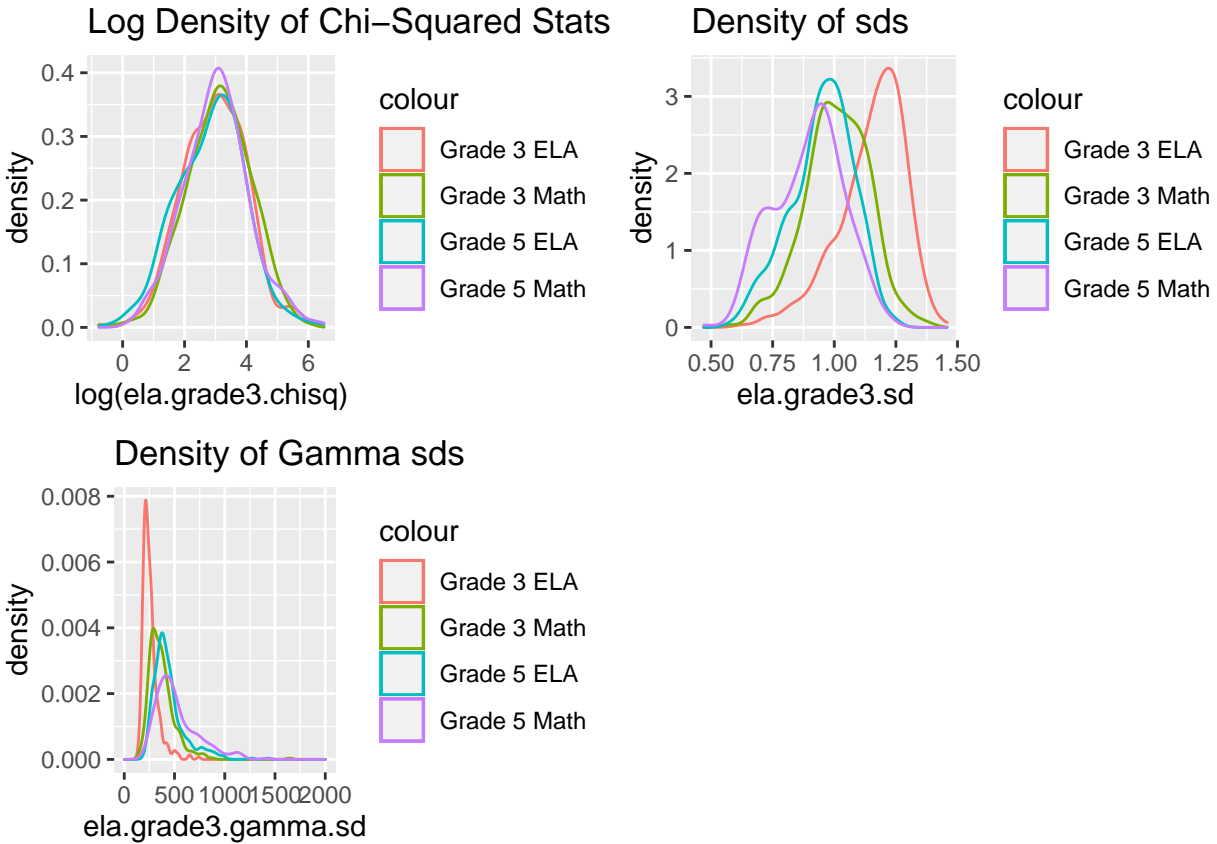 Log Density of Chi−Squared Stats
0.4
0.3
0.2
0.1
0.0
density
0 2 4 6
log(ela.grade3.chisq)
colour
Grade 3 ELA
Grade 3 Math
Grade 5 ELA
Grade 5 Math
Density of sds
3
2
1
0
density
0.50 0.75 1.00 1.25 1.50
ela.grade3.sd
colour
Grade 3 ELA
Grade 3 Math
Grade 5 ELA
Grade 5 Math
Density of Gamma sds
0.008
0.006
0.004
0.002
0.000
density
0 500 1000 1500 2000
ela.grade3.gamma.sd
colour
Grade 3 ELA
Grade 3 Math
Grade 5 ELA
Grade 5 Math